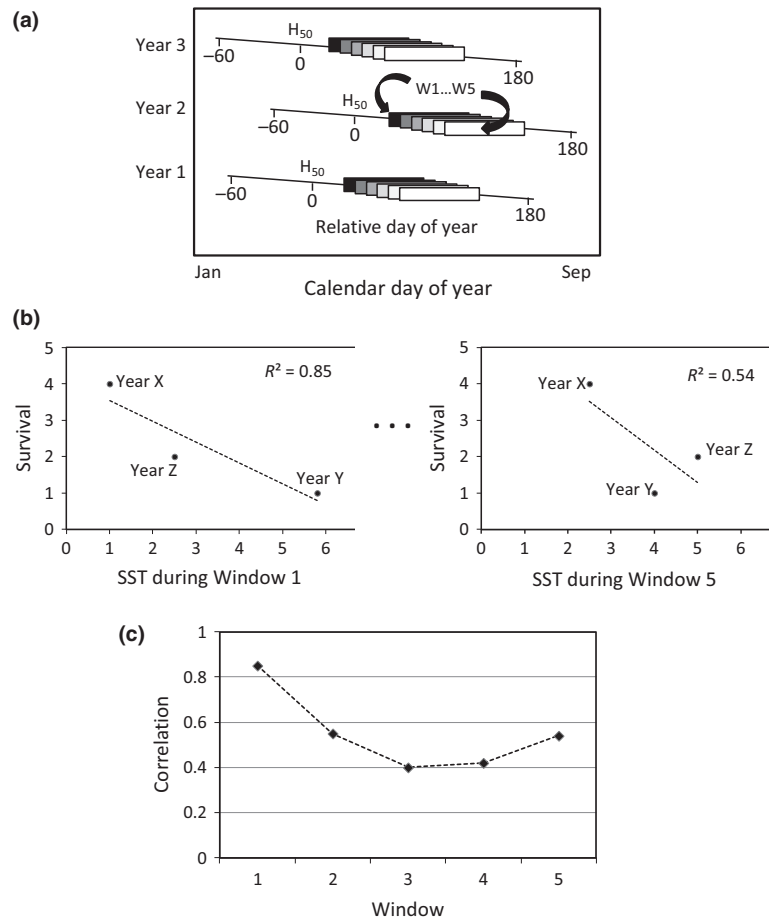 (a)
Year 3
H50
−60
0
180
Year 2
H50
W1...W5
−60
0
180
Year 1
H50
−60
0
180
Relative day of year
Jan
Sep
Calendar day of year
(b)
5
4
3
2
1
0
Survival
Year X
Year Z
Year Y
R² = 0.85
0 1 2 3 4 5 6
SST during Window 1
• • •
5
4
3
2
1
0
Survival
Year X
Year Z
Year Y
R² = 0.54
0 1 2 3 4 5 6
SST during Window 5
(c)
1
0.8
0.6
0.4
0.2
0
Correlation
1 2 3 4 5
Window